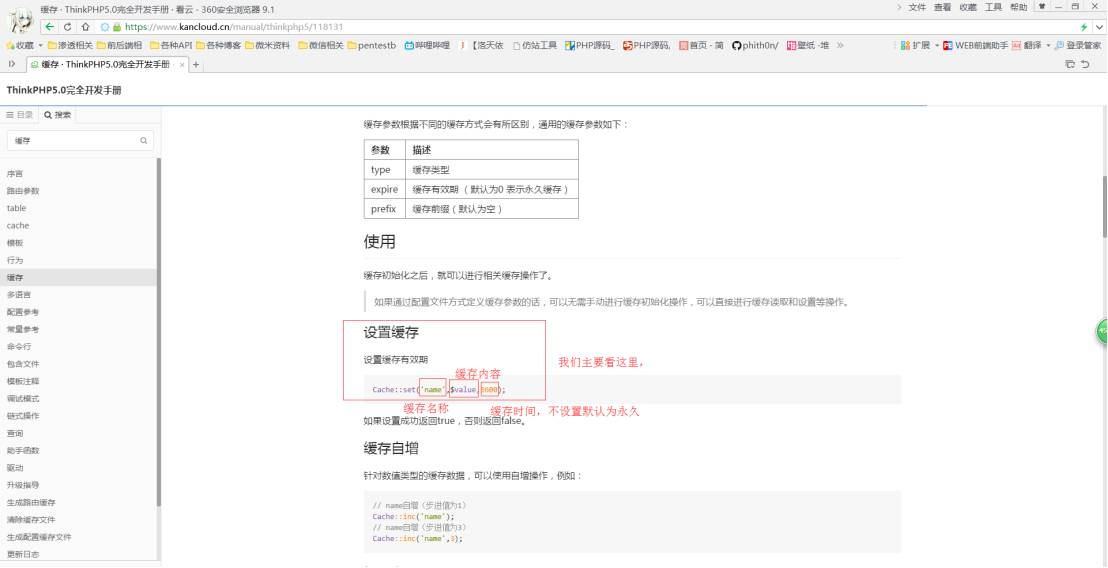 缓存 · ThinkPHP5.0完全开发手册 · 看云 - 360安全浏览器 9.1
文件 查看 收藏 工具 帮助
https://www.kancloud.cn/manual/thinkphp5/118131
收藏 渗透相关 前后端相 各种API 各种博客 微米资料 微信相关 pentestb 哔哩哔哩 【洛天依 仿站工具 PHP源码_ PHP源码, 首页 - 简 phith0n/ 壁纸 -堆 » 扩展 WEB前端助手 翻译 登录管家
缓存 · ThinkPHP5.0完全开发手册 ·
ThinkPHP5.0完全开发手册
目录 搜索
缓存
序言
路由参数
table
cache
模板
行为
缓存
多语言
配置参考
常量参考
命令行
包含文件
模板注释
调试模式
链式操作
查询
助手函数
驱动
升级指导
生成路由缓存
清除缓存文件
生成配置缓存文件
更新日志
缓存参数根据不同的缓存方式会有所区别，通用的缓存参数如下：
参数 描述
type 缓存类型
expire 缓存有效期 （ 默认为0 表示永久缓存 ）
prefix 缓存前缀（ 默认为空 ）
使用
缓存初始化之后，就可以进行相关缓存操作了。
如果通过配置文件方式定义缓存参数的话，可以无需手动进行缓存初始化操作，可以直接进行缓存读取和设置等操作。
设置缓存
设置缓存有效期
我们主要看这里，
缓存内容
Cache::set('name',$value,3600);
缓存名称
缓存时间，不设置默认为永久
如果设置成功返回true，否则返回false。
缓存自增
针对数值类型的缓存数据，可以使用自增操作，例如：
// name自增（步进值为1）
Cache::inc('name');
// name自增（步进值为3）
Cache::inc('name',3);